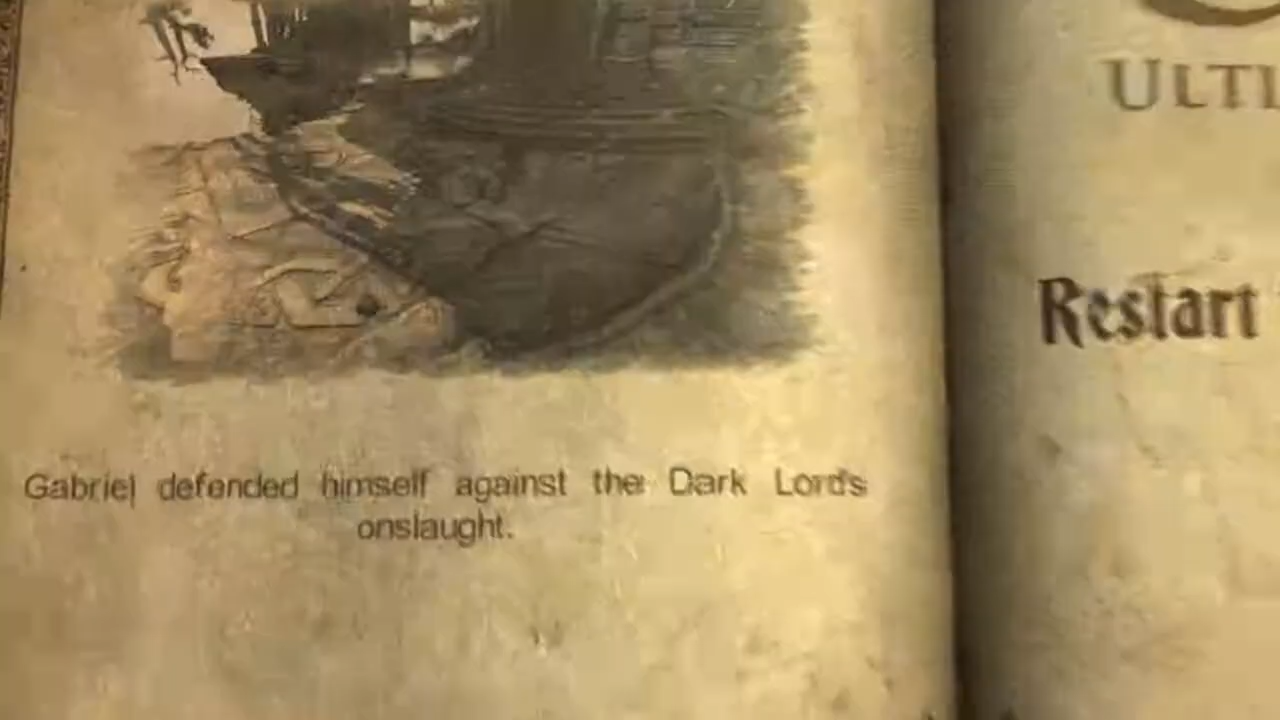 Gabriel defended himself against the Dark Lord's
onslaught.
ULTI
Restart